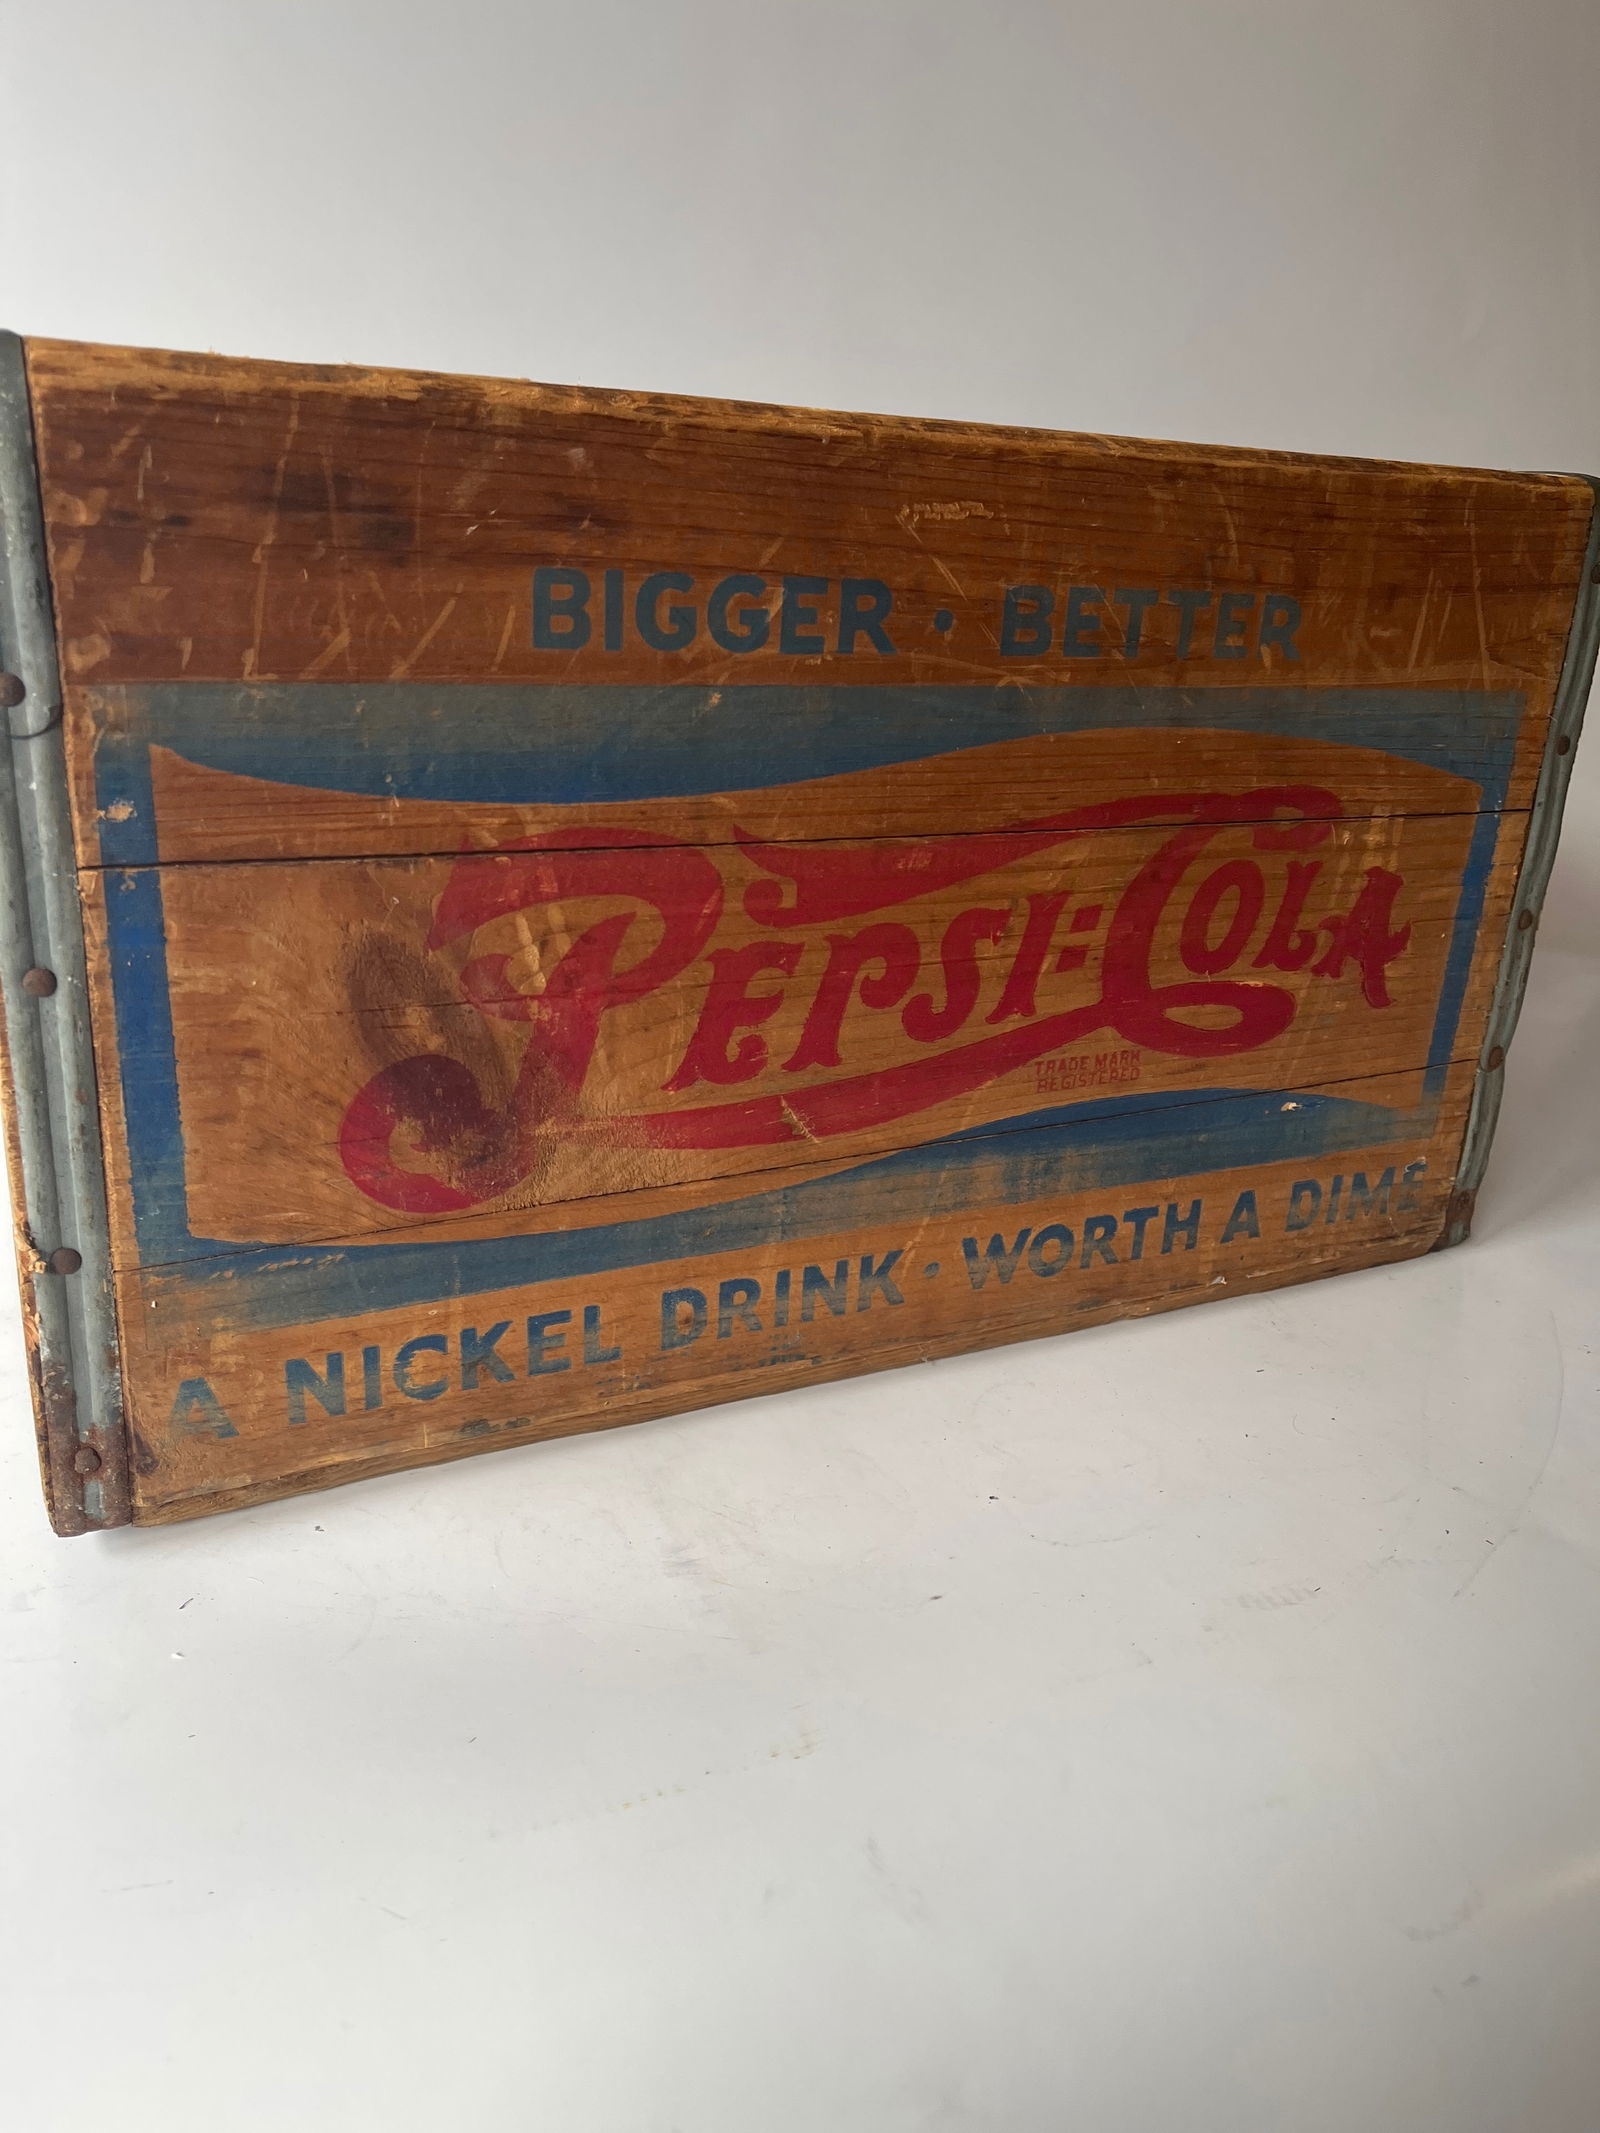 BIGGER • BETTER
PEPSI:COLA
TRADE MARK
REGISTERED
A NICKEL DRINK • WORTH A DIME